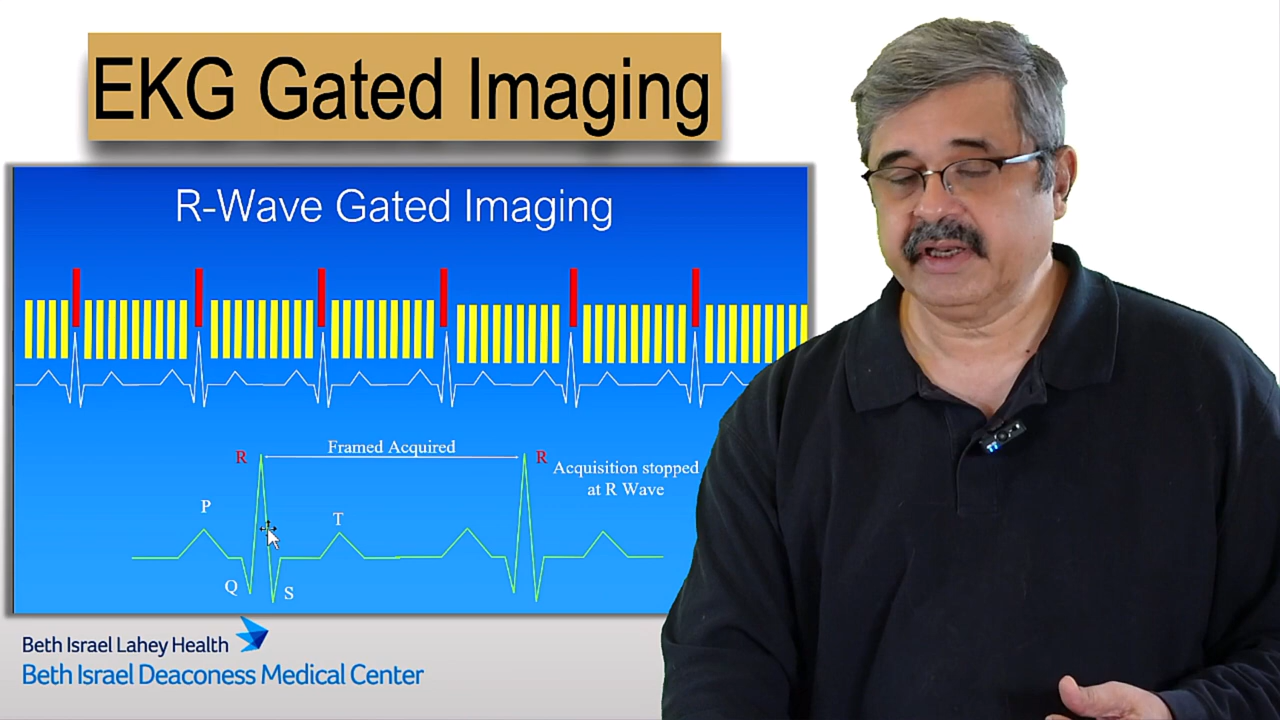 EKG Gated Imaging
R-Wave Gated Imaging
R
Framed Acquired
R
Acquisition stopped
at R Wave
P
T
Q
S
Beth Israel Lahey Health
Beth Israel Deaconess Medical Center